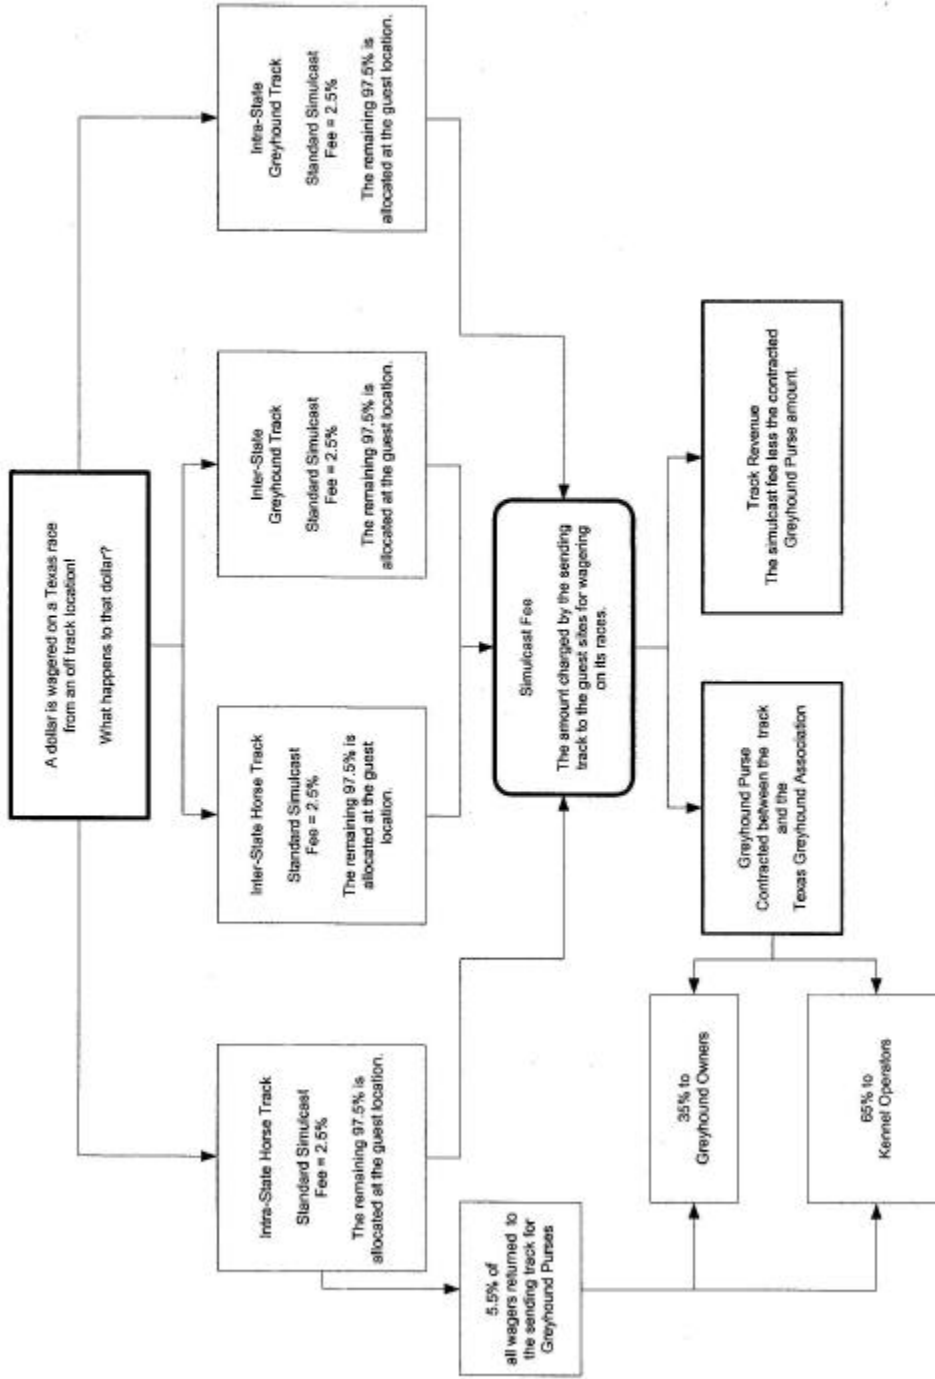 A dollar is wagered on a Texas race
from an off track location!
What happens to that dollar?
Intra-State Horse Track
Standard Simulcast
Fee = 2.5%
The remaining 97.5% is
allocated at the guest location.
Inter-State Horse Track
Standard Simulcast
Fee = 2.5%
The remaining 97.5% is
allocated at the guest
location.
Inter-State
Greyhound Track
Standard Simulcast
Fee = 2.5%
The remaining 97.5% is
allocated at the guest location.
Intra-State
Greyhound Track
Standard Simulcast
Fee = 2.5%
The remaining 97.5% is
allocated at the guest location.
5.5% of
all wagers returned to
the sending track for
Greyhound Purses
Simulcast Fee
The amount charged by the sending
track to the guest sites for wagering
on its races.
35% to
Greyhound Owners
65% to
Kennel Operators
Greyhound Purse
Contracted between the track
and the
Texas Greyhound Association
Track Revenue
The simulcast fee less the contracted
Greyhound Purse amount.